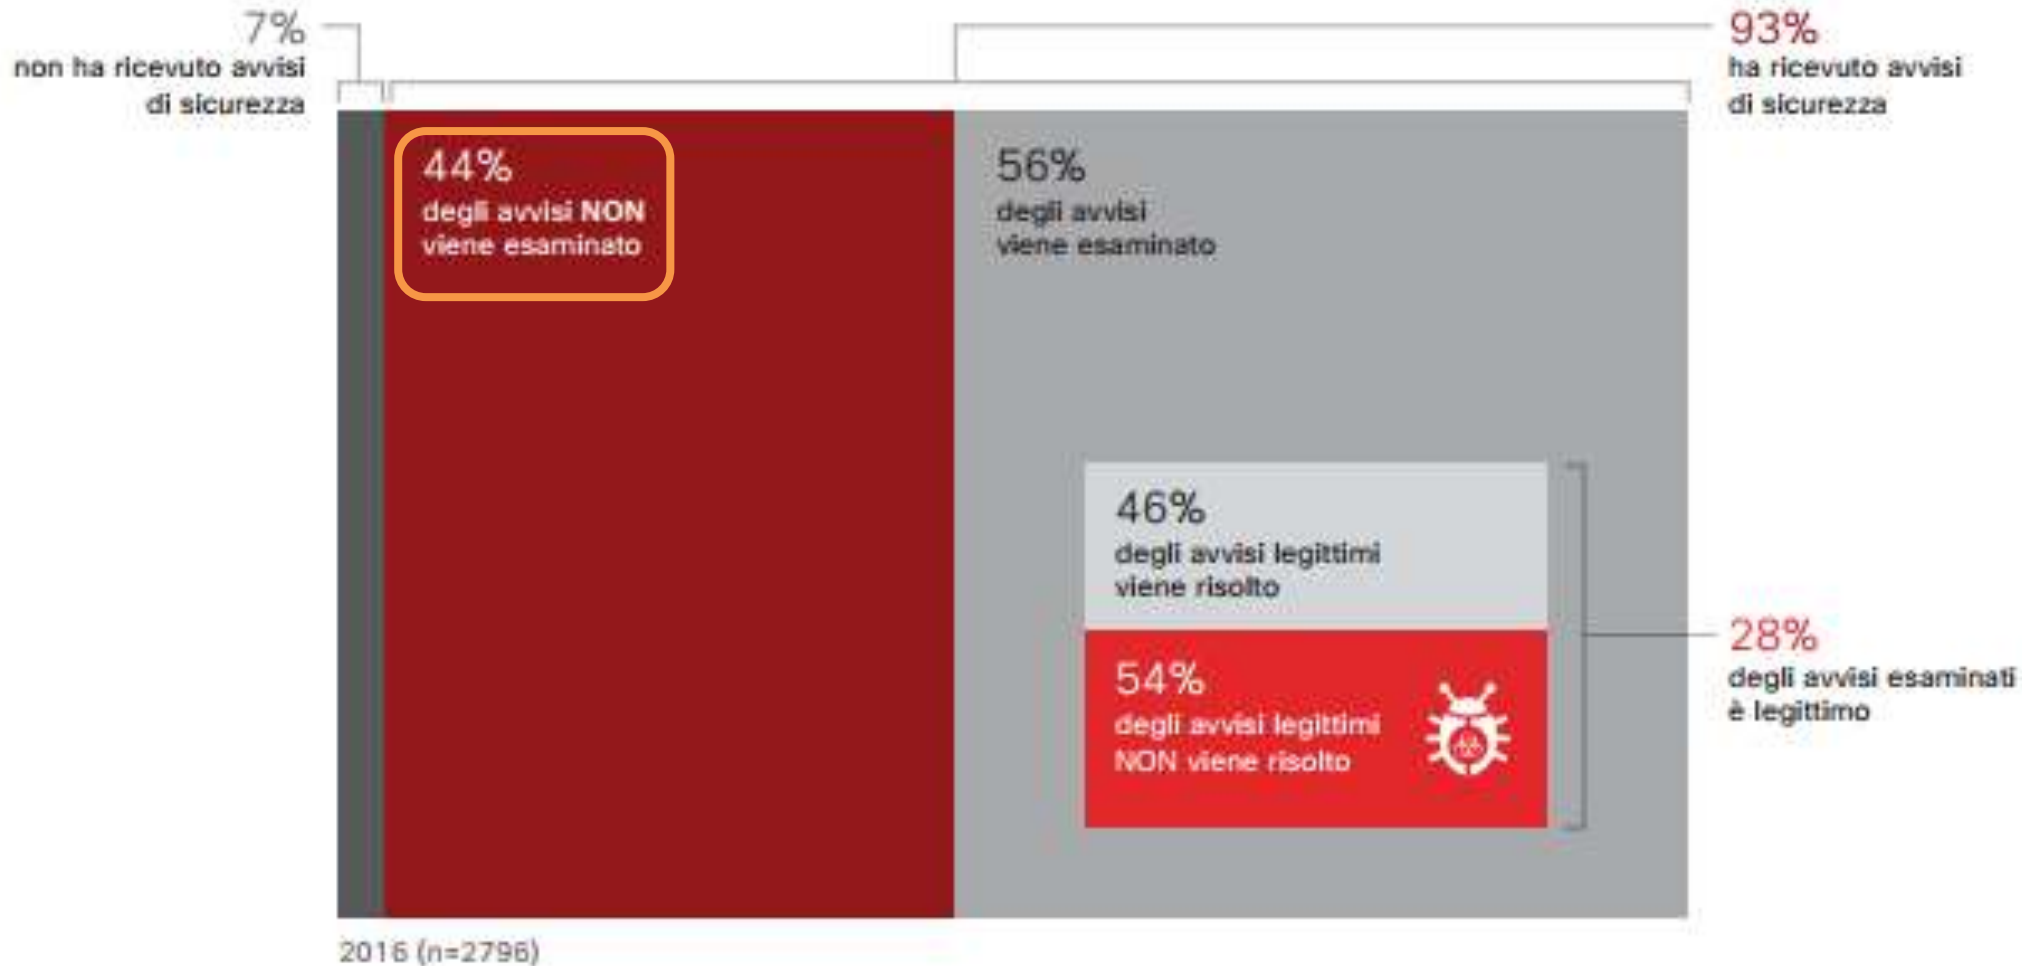 7%
non ha ricevuto avvisi
di sicurezza
93%
ha ricevuto avvisi
di sicurezza
44%
degli avvisi NON
viene esaminato
56%
degli avvisi
viene esaminato
46%
degli avvisi legittimi
viene risolto
54%
degli avvisi legittimi
NON viene risolto
28%
degli avvisi esaminati
è legittimo
2016 (n=2796)